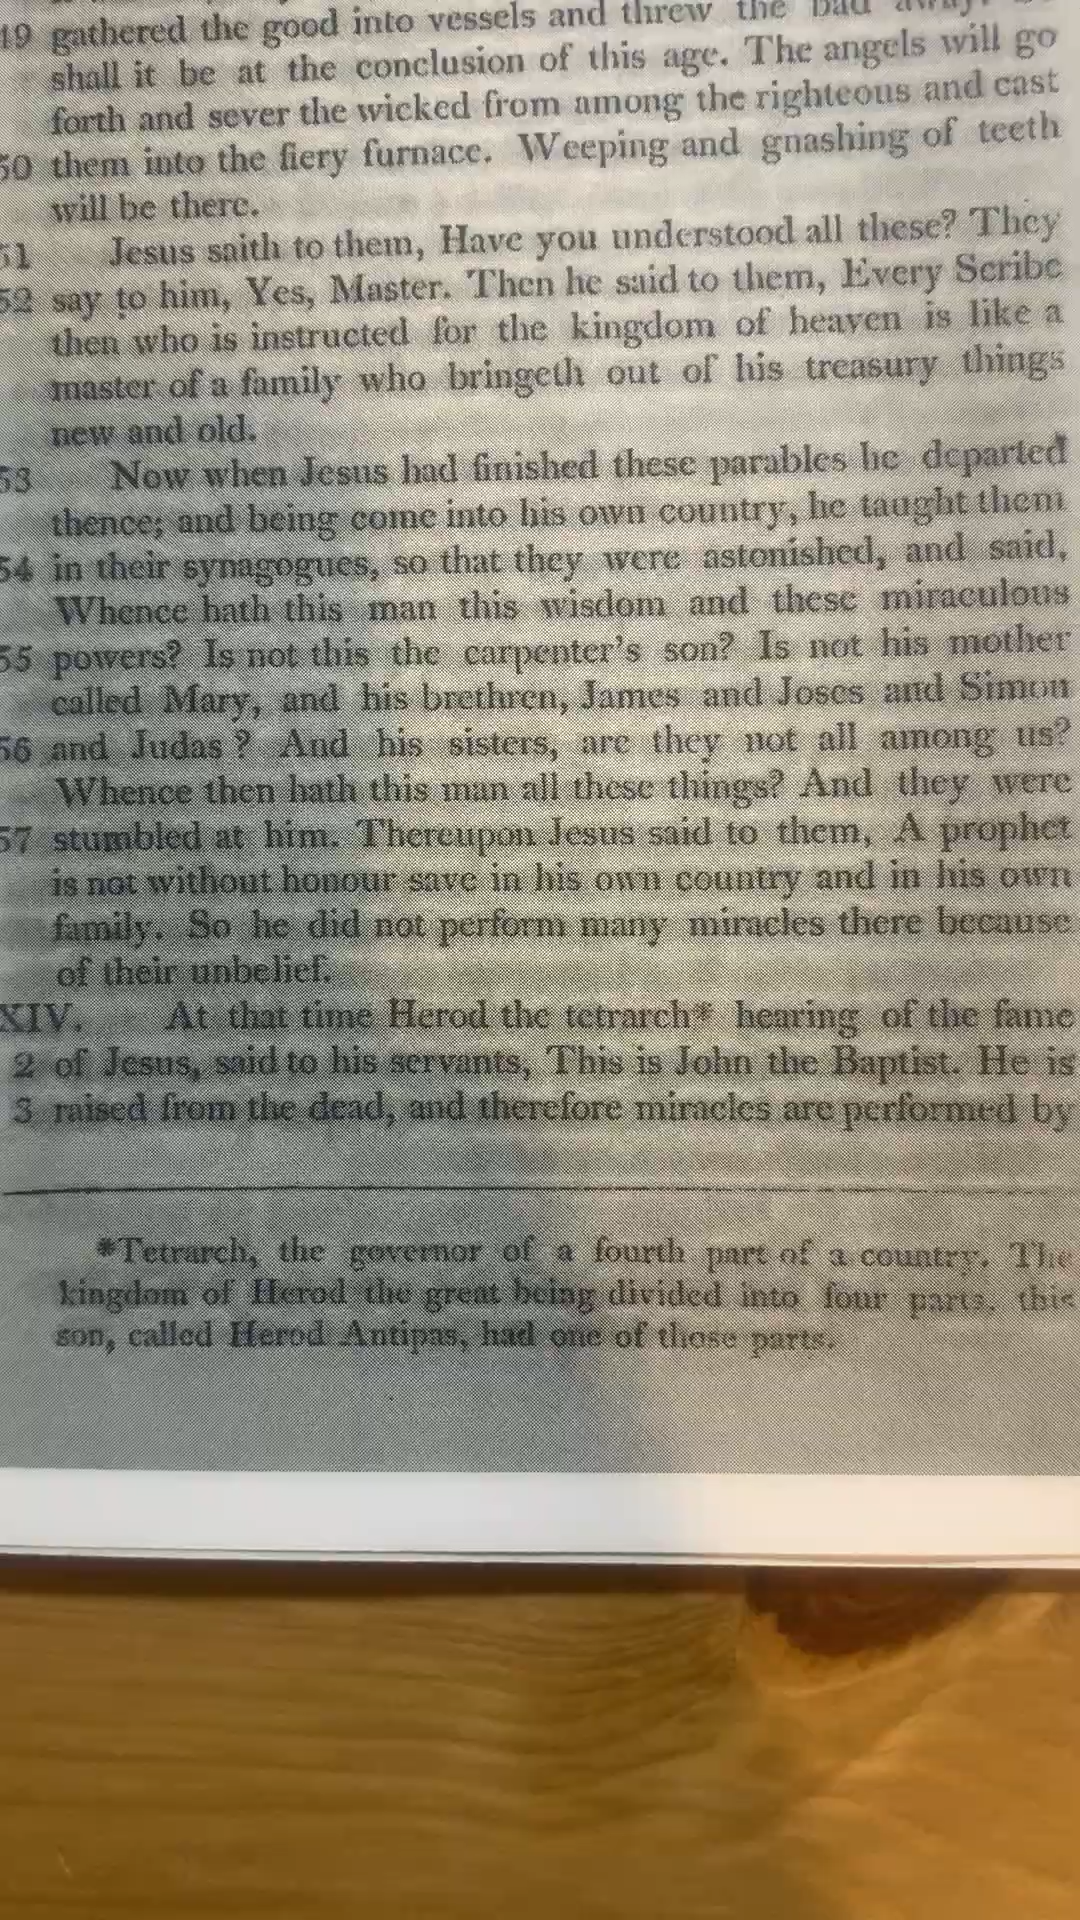 19 gathered the good into vessels and threw the bad away. So
shall it be at the conclusion of this age. The angels will go
forth and sever the wicked from among the righteous and cast
50 them into the fiery furnace. Weeping and gnashing of teeth
will be there.
51 Jesus saith to them, Have you understood all these? They
52 say to him, Yes, Master. Then he said to them, Every Scribe
then who is instructed for the kingdom of heaven is like a
master of a family who bringeth out of his treasury things
new and old.
53 Now when Jesus had finished these parables he departed
thence; and being come into his own country, he taught them
54 in their synagogues, so that they were astonished, and said,
Whence hath this man this wisdom and these miraculous
55 powers? Is not this the carpenter's son? Is not his mother
called Mary, and his brethren, James and Joses and Simon
56 and Judas? And his sisters, are they not all among us?
Whence then hath this man all these things? And they were
57 stumbled at him. Thereupon Jesus said to them, A prophet
is not without honour save in his own country and in his own
family. So he did not perform many miracles there because
of their unbelief.
XIV. At that time Herod the tetrarch* hearing of the fame
2 of Jesus, said to his servants, This is John the Baptist. He is
3 raised from the dead, and therefore miracles are performed by
*Tetrarch, the governor of a fourth part of a country. The
kingdom of Herod the great being divided into four parts, this
son, called Herod Antipas, had one of those parts.